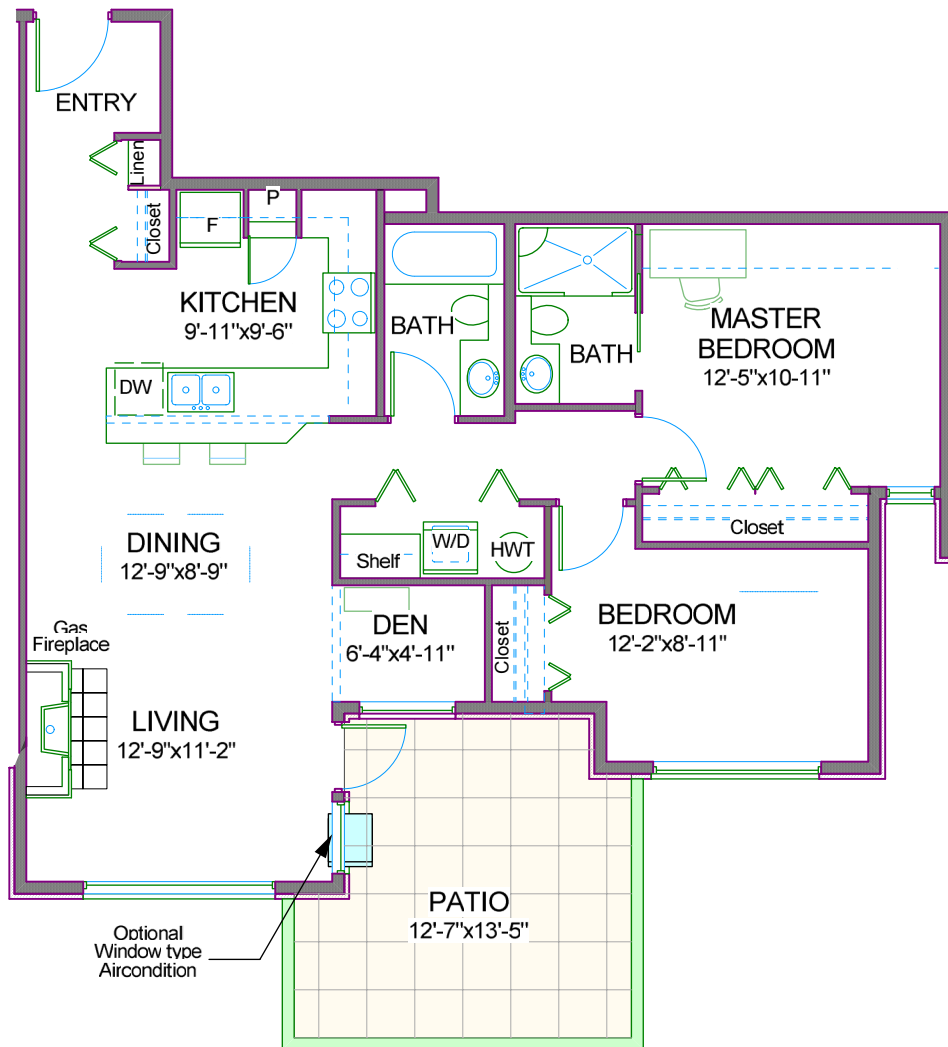 ENTRY
Linen
Closet
F
P
KITCHEN
9'-11"x9'-6"
BATH
BATH
MASTER
BEDROOM
12'-5"x10-11"
DW
Closet
W/D
HWT
Shelf
DINING
12'-9"x8'-9"
DEN
6'-4"x4'-11"
Closet
BEDROOM
12'-2"x8'-11"
Gas
Fireplace
LIVING
12'-9"x11'-2"
PATIO
12'-7"x13'-5"
Optional
Window type
Aircondition